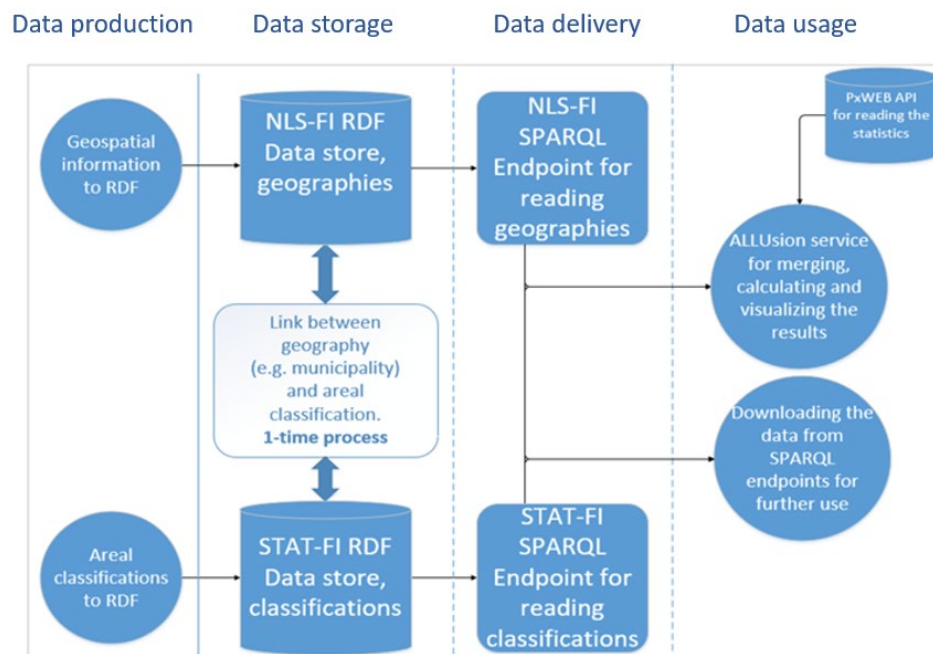 Data production
Data storage
Data delivery
Data usage
Geospatial
information
to RDF
NLS-FI RDF
Data store,
geographies
NLS-FI
SPARQL
Endpoint for
reading
geographies
PxWEB API
for reading the
statistics
ALLUsion service
for merging,
calculating and
visualizing the
results
Link between
geography
(e.g. municipality)
and areal
classification.
1-time process
Downloading the
data from
SPARQL
endpoints for
further use
Areal
classifications
to RDF
STAT-FI RDF
Data store,
classifications
STAT-FI
SPARQL
Endpoint for
reading
classifications